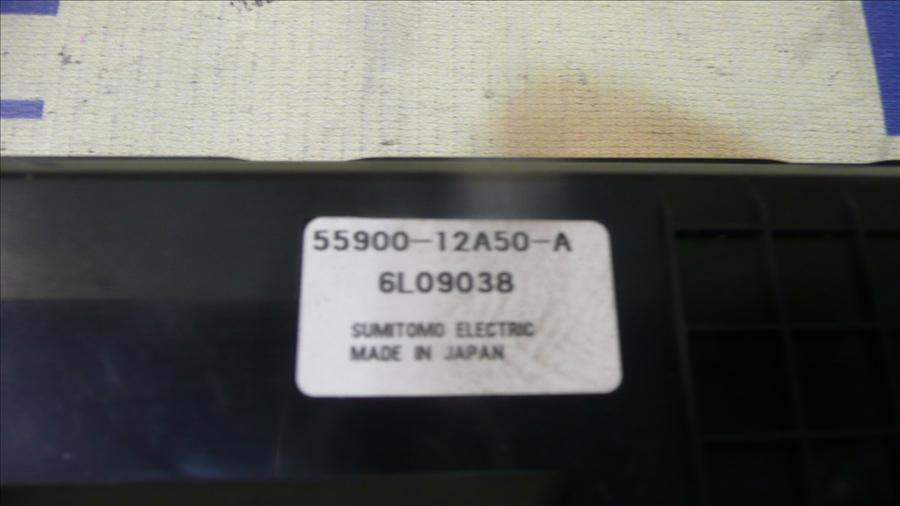 55900-12A50-A
6L09038
SUMITOMO ELECTRIC
MADE IN JAPAN